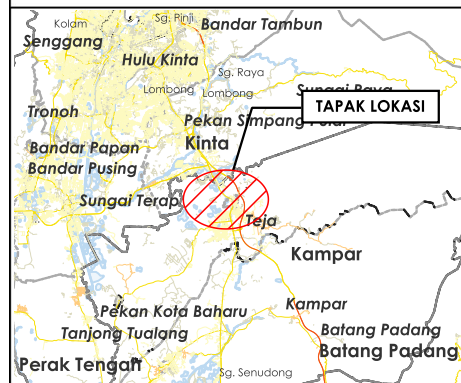 Kolam
Sg. Pinji
Bandar Tambun
Senggang
Hulu Kinta
Sg. Raya
Lombong
Lombong
Sungai Raya
TAPAK LOKASI
Tronoh
Pekan Simpang Pulai
Kinta
Bandar Papan
Bandar Pusing
Sungai Terap
Teja
Kampar
Pekan Kota Baharu
Kampar
Tanjong Tualang
Batang Padang
Batang Padang
Perak Tengah
Sg. Senudong